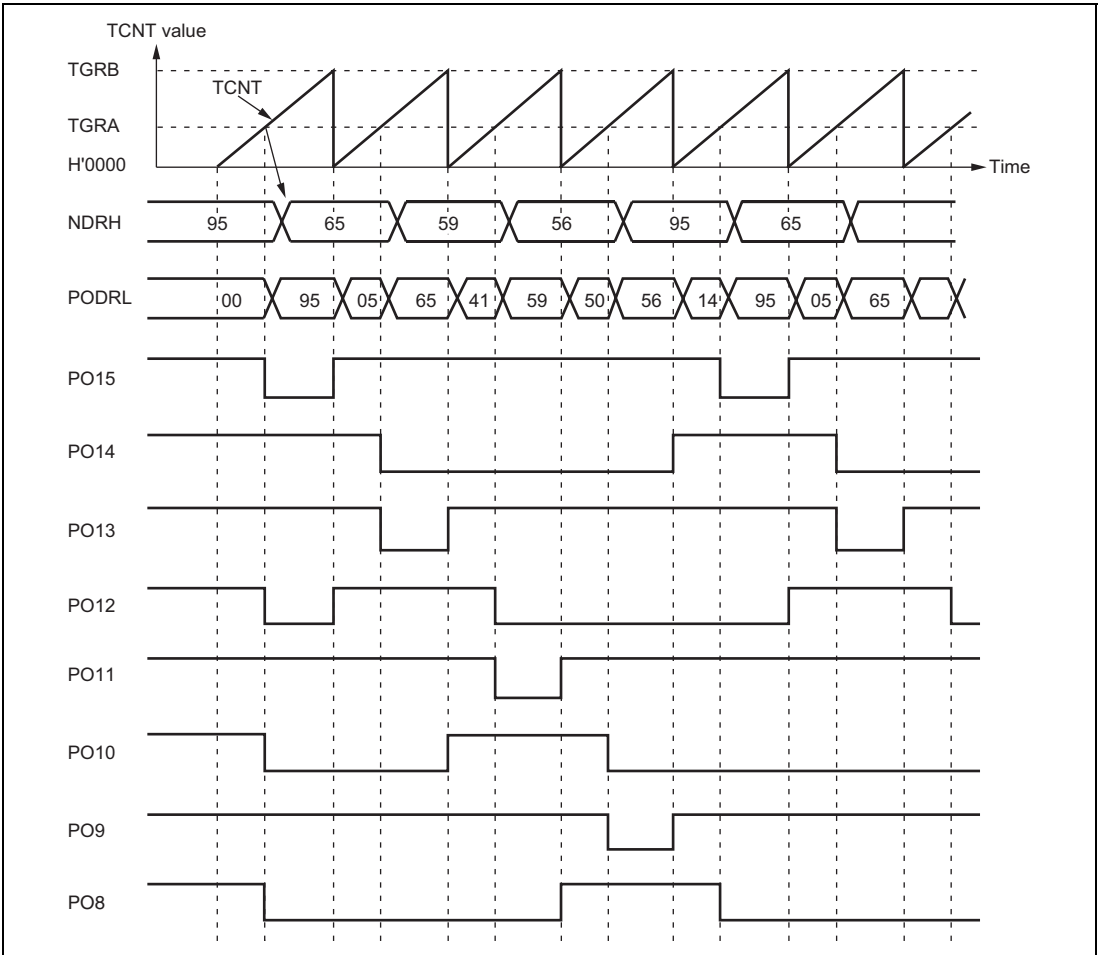 TCNT value
TGRB
TCNT
TGRA
H'0000
Time
NDRH 95 65 59 56 95 65
PODRL 00 95 05 65 41 59 50 56 14 95 05 65
PO15
PO14
PO13
PO12
PO11
PO10
PO9
PO8